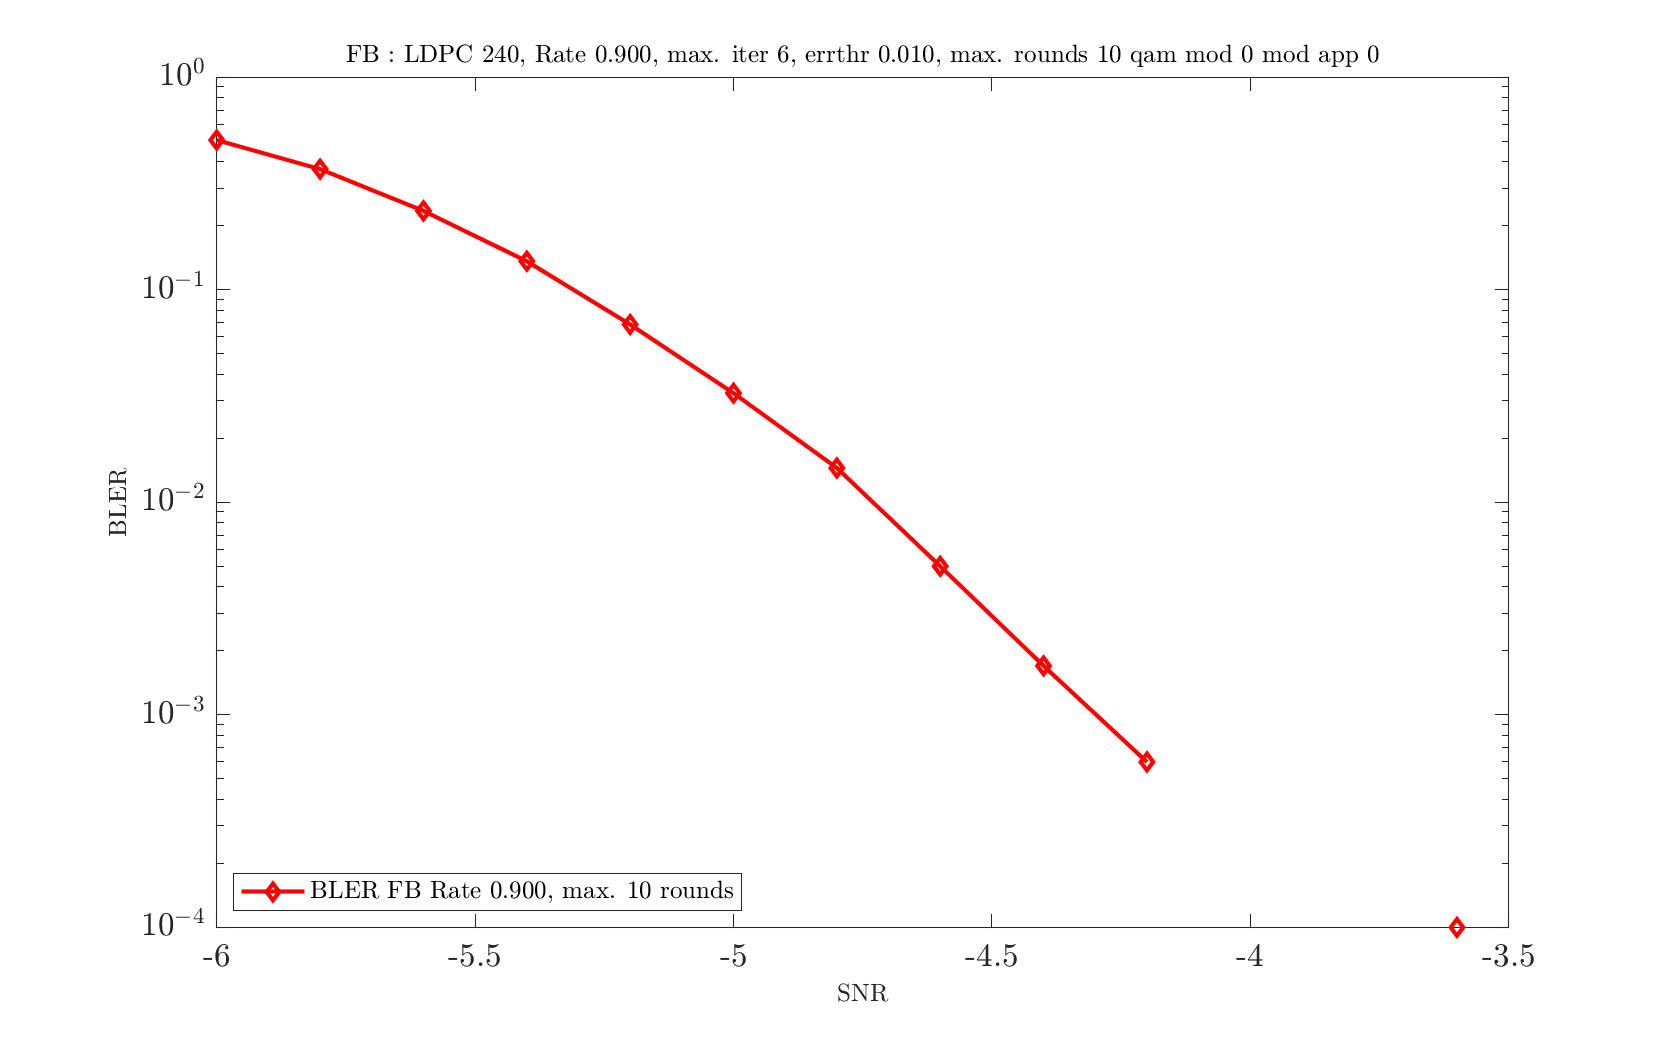 FB : LDPC 240, Rate 0.900, max. iter 6, errthr 0.010, max. rounds 10 qam mod 0 mod app 0
10^0
10^{-1}
10^{-2}
10^{-3}
10^{-4}
BLER
BLER FB Rate 0.900, max. 10 rounds
-6 -5.5 -5 -4.5 -4 -3.5
SNR